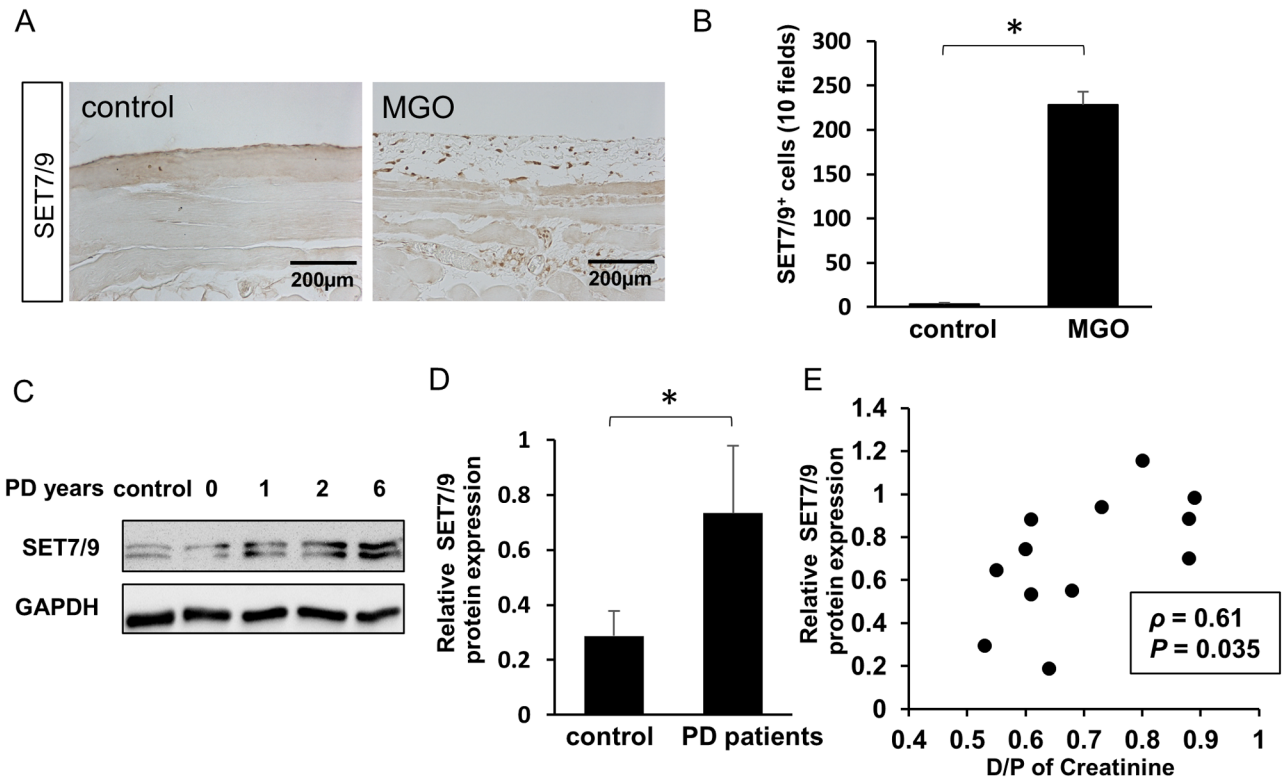 A
SET7/9
control
200µm
MGO
200µm
B
*
SET7/9+ cells (10 fields)
300
250
200
150
100
50
0
control
MGO
C
PD years control 0 1 2 6
SET7/9
GAPDH
D
*
Relative SET7/9
protein expression
1
0.8
0.6
0.4
0.2
0
control
PD patients
E
Relative SET7/9
protein expression
1.4
1.2
1
0.8
0.6
0.4
0.2
0
ρ = 0.61
P = 0.035
0.4 0.5 0.6 0.7 0.8 0.9 1
D/P of Creatinine